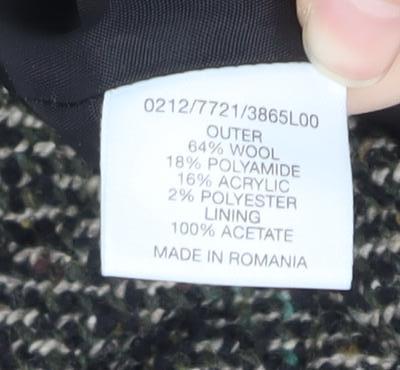 0212/7721/3865L00
OUTER
64% WOOL
18% POLYAMIDE
16% ACRYLIC
2% POLYESTER
LINING
100% ACETATE
MADE IN ROMANIA